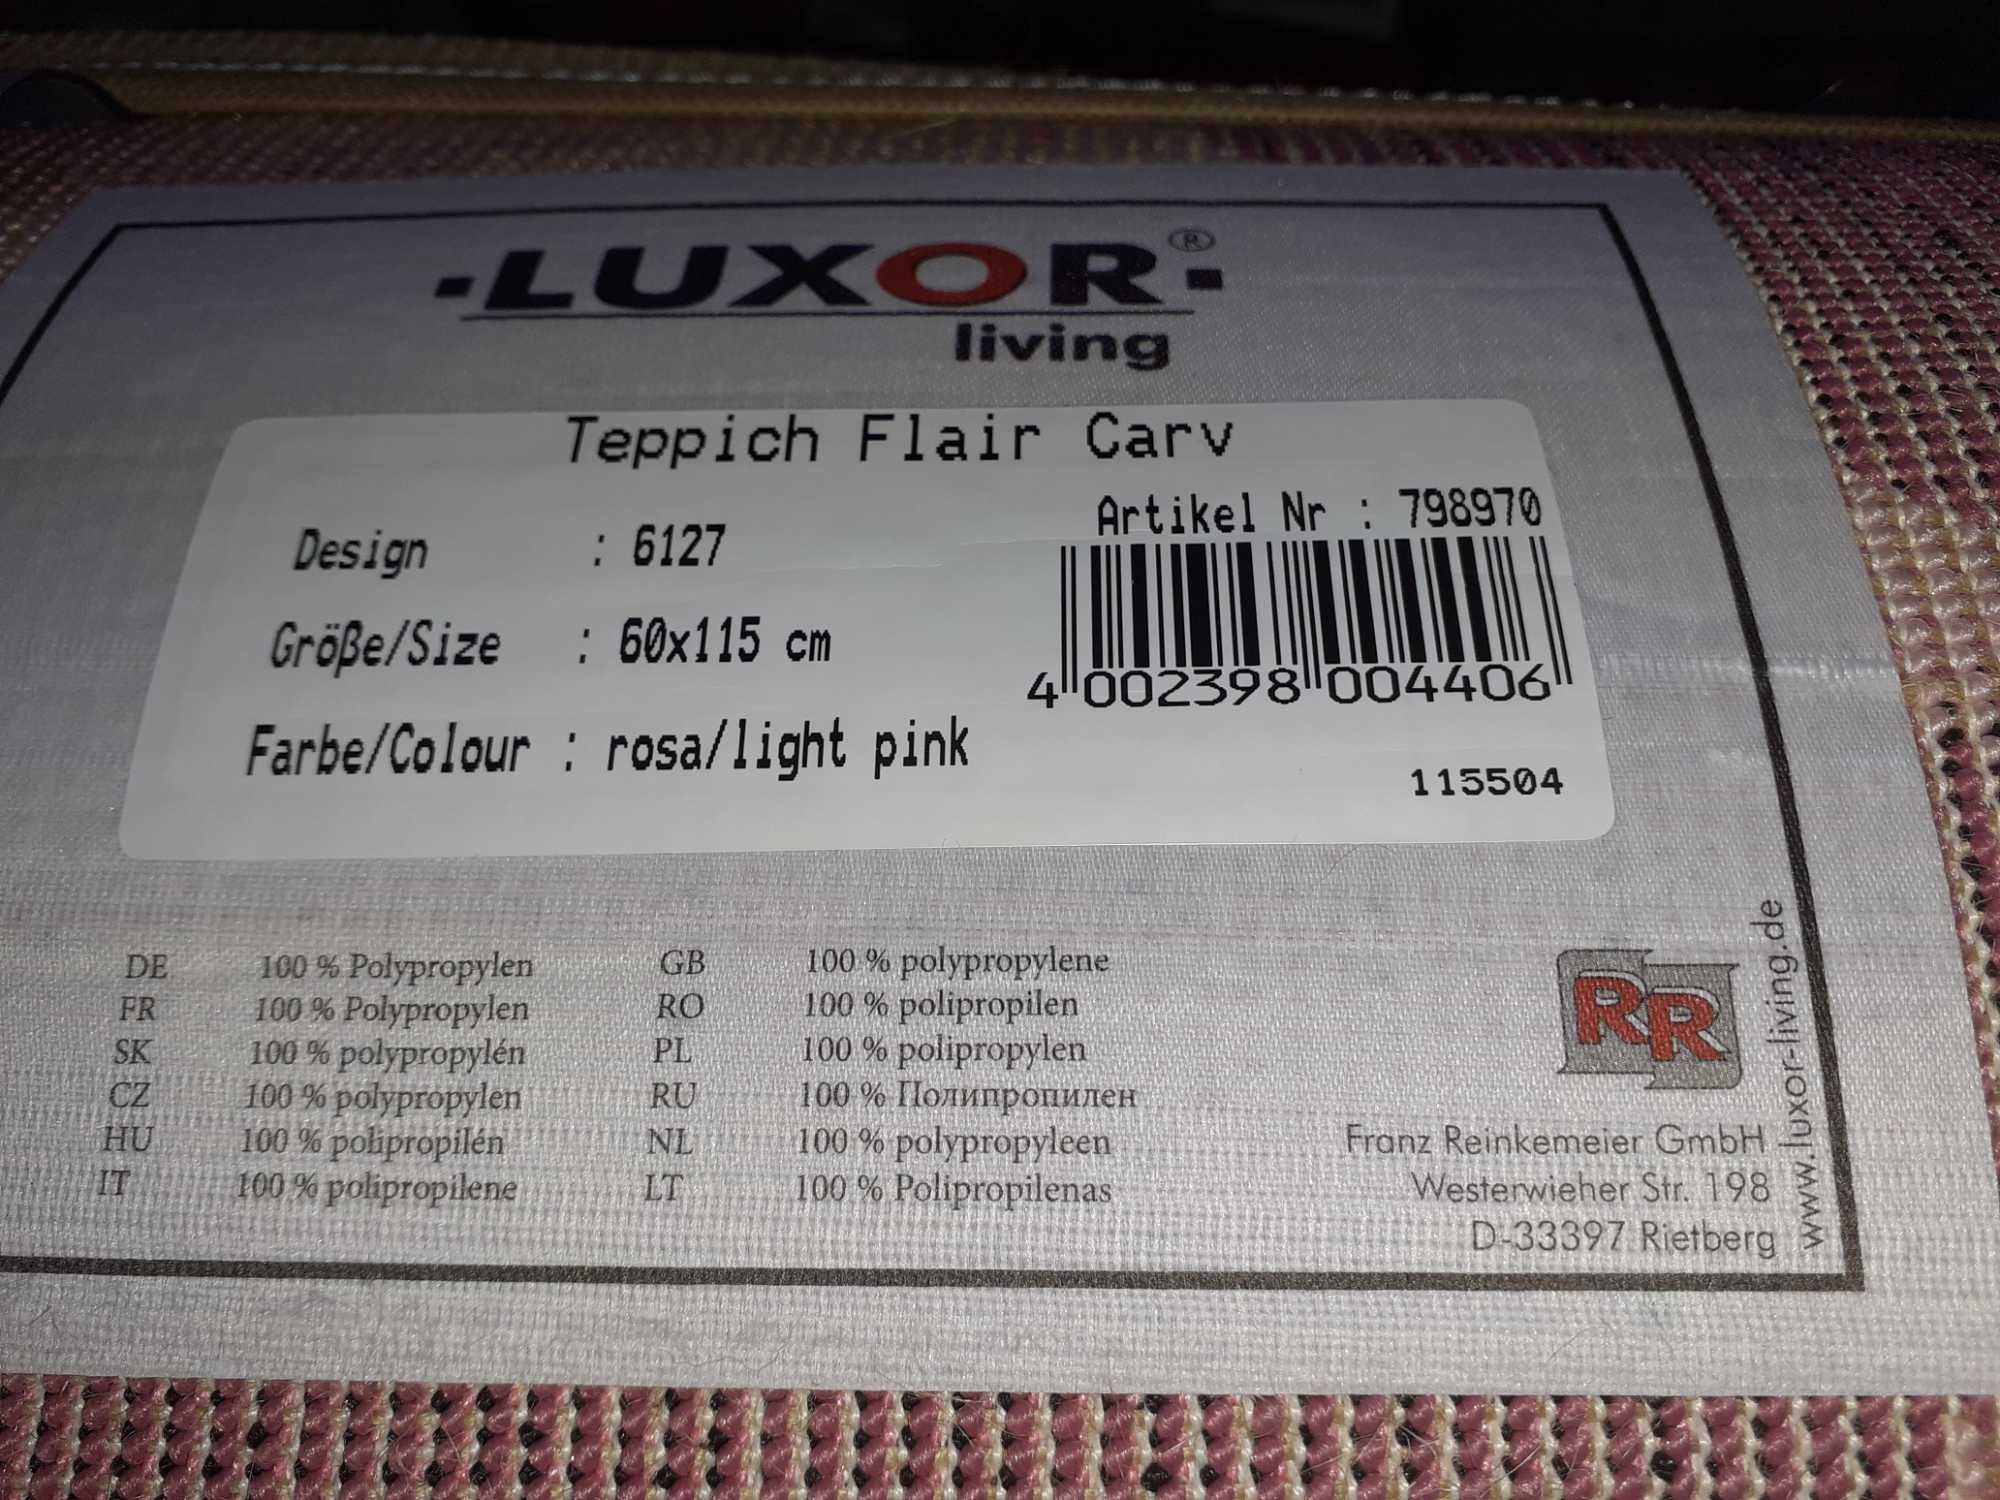 LUXOR®
living
Teppich Flair Carv
Artikel Nr : 798970
Design : 6127
Größe/Size : 60x115 cm
4 002398 004406
Farbe/Colour : rosa/light pink
115504
DE 100 % Polypropylen GB 100 % polypropylene
FR 100 % Polypropylen RO 100 % polipropilen
SK 100 % polypropylén PL 100 % polipropylen
CZ 100 % polypropylen RU 100 % Полипропилен
HU 100 % polipropilén NL 100 % polypropyleen
IT 100 % polipropilene LT 100 % Polipropilenas
RR
Franz Reinkemeier GmbH
Westerwieher Str. 198
D-33397 Rietberg
www.luxor-living.de